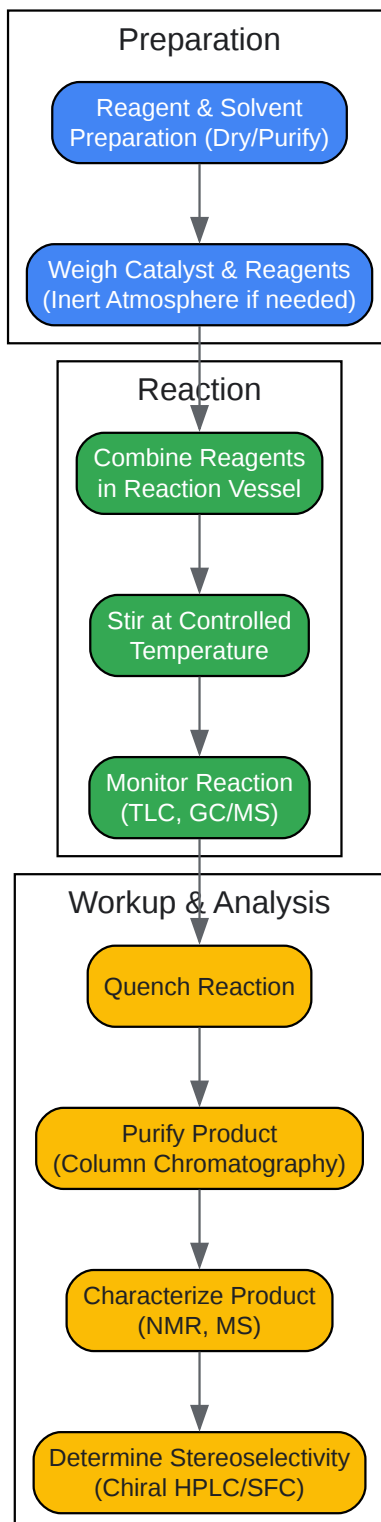 Preparation
Reagent & Solvent
Preparation (Dry/Purify)
Weigh Catalyst & Reagents
(Inert Atmosphere if needed)
Reaction
Combine Reagents
in Reaction Vessel
Stir at Controlled
Temperature
Monitor Reaction
(TLC, GC/MS)
Workup & Analysis
Quench Reaction
Purify Product
(Column Chromatography)
Characterize Product
(NMR, MS)
Determine Stereoselectivity
(Chiral HPLC/SFC)